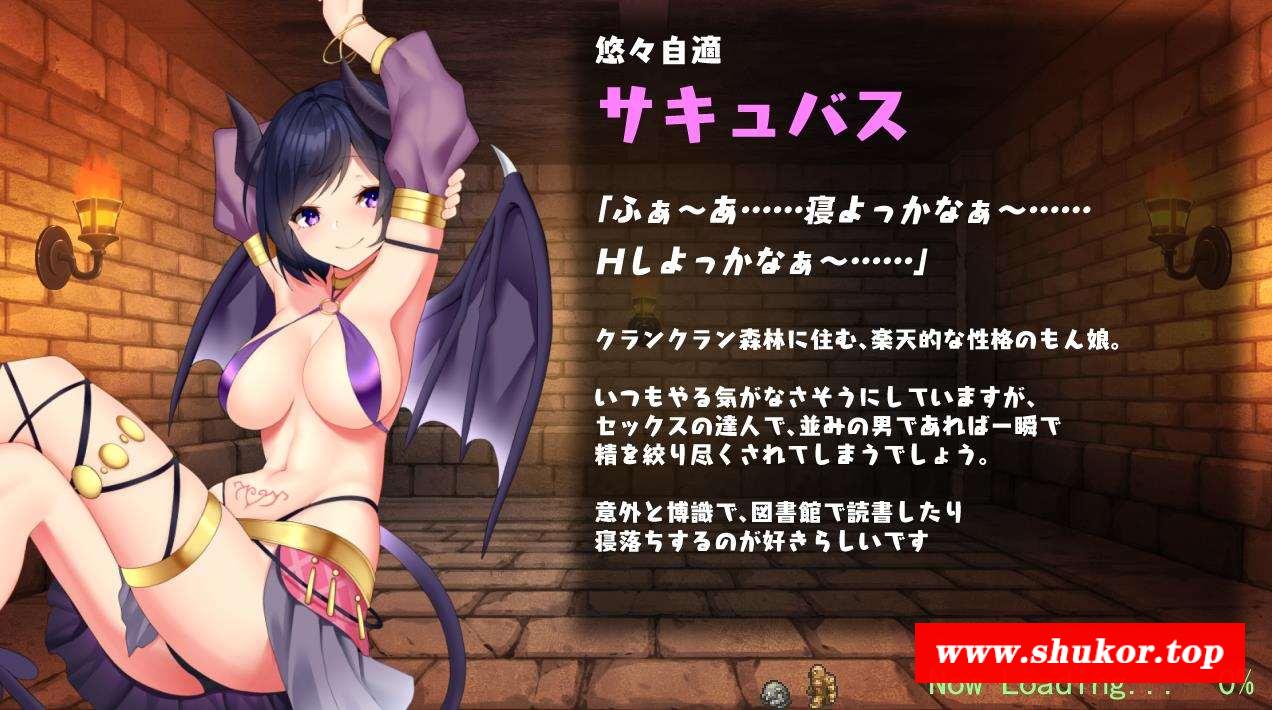 悠々自適
サキュバス
「ふぁ～あ……寝よっかなぁ～……
Hしよっかなぁ～……」
クランクラン森林に住む、楽天的な性格のもん娘。
いつもやる気がなさそうにしていますが、
セックスの達人で、並みの男であれば一瞬で
精を絞り尽くされてしまうでしょう。
意外と博識で、図書館で読書したり
寝落ちするのが好きらしいです
www.shukor.top
Now Loading... 0%